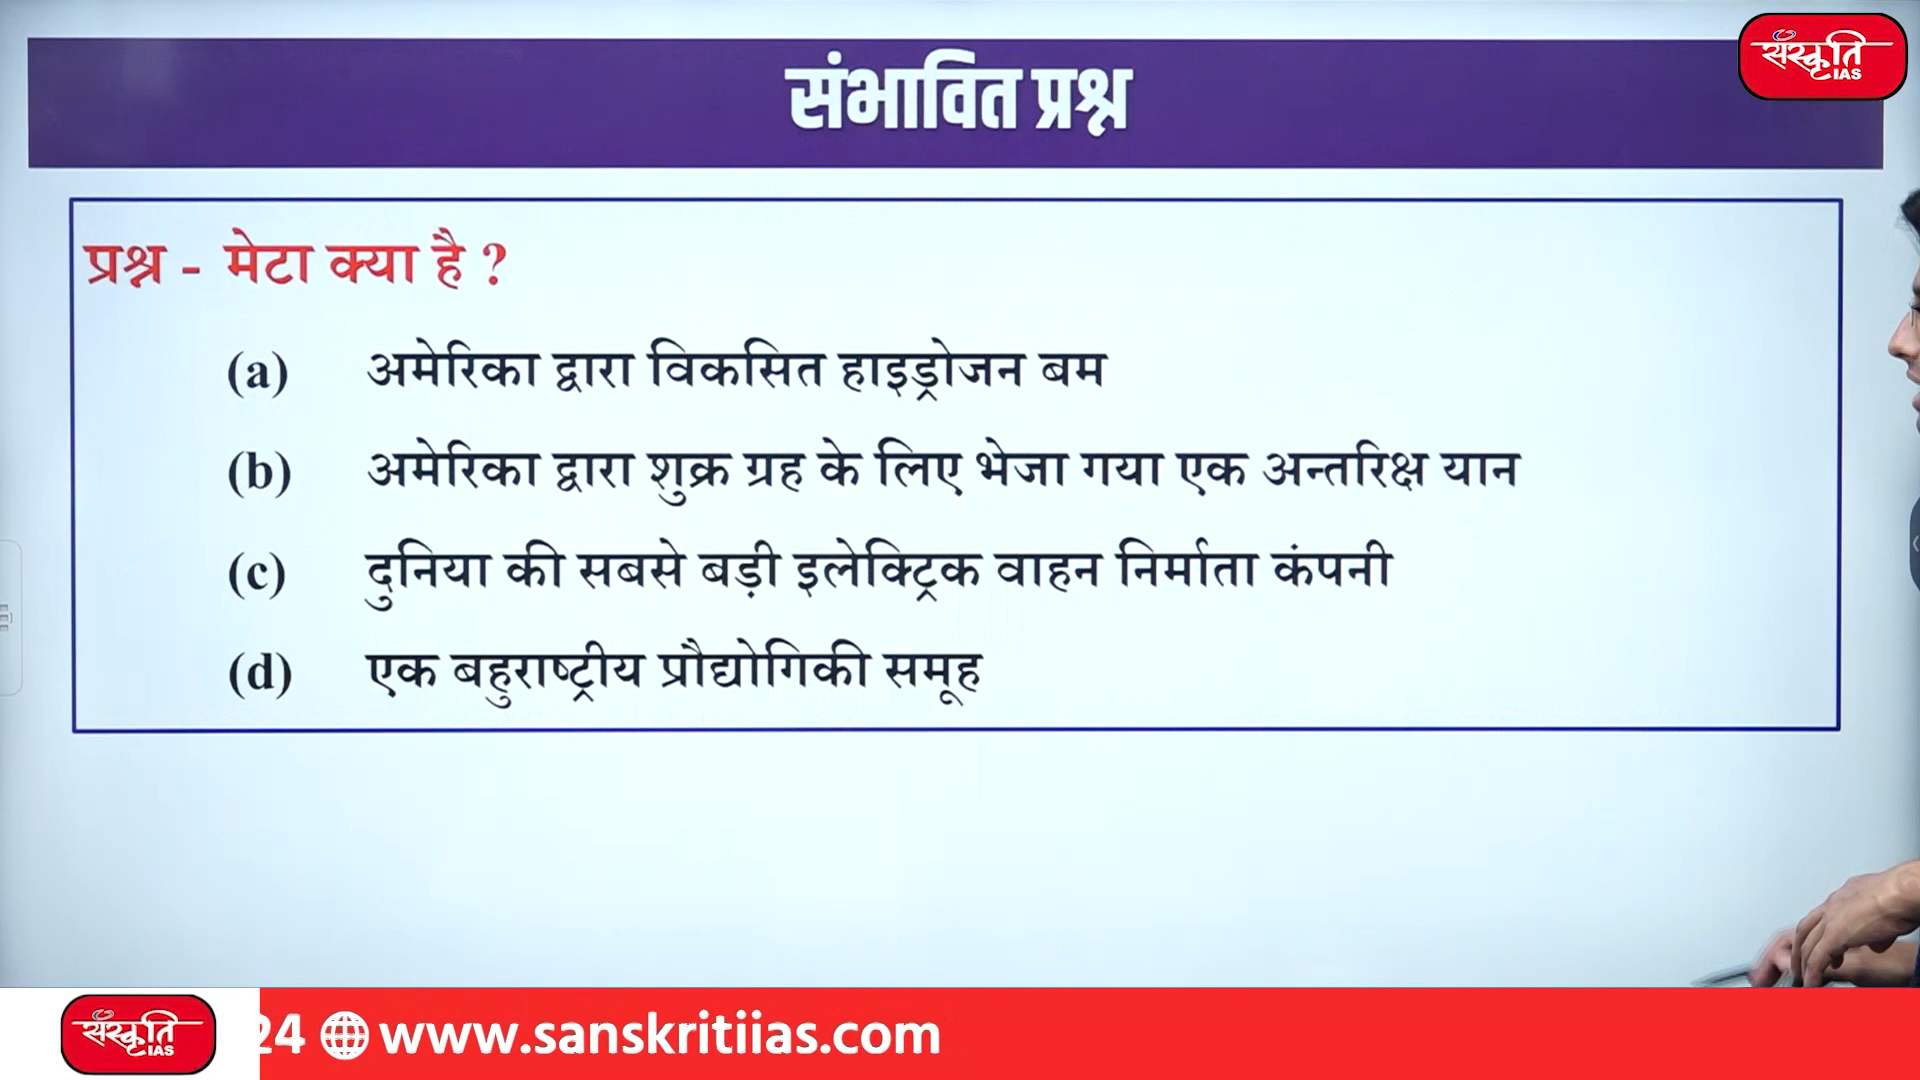 संभावित प्रश्न
संस्कृति
IAS
प्रश्न - मेटा क्या है ?
(a) अमेरिका द्वारा विकसित हाइड्रोजन बम
(b) अमेरिका द्वारा शुक्र ग्रह के लिए भेजा गया एक अन्तरिक्ष यान
(c) दुनिया की सबसे बड़ी इलेक्ट्रिक वाहन निर्माता कंपनी
(d) एक बहुराष्ट्रीय प्रौद्योगिकी समूह
संस्कृति
IAS
24 www.sanskritiias.com